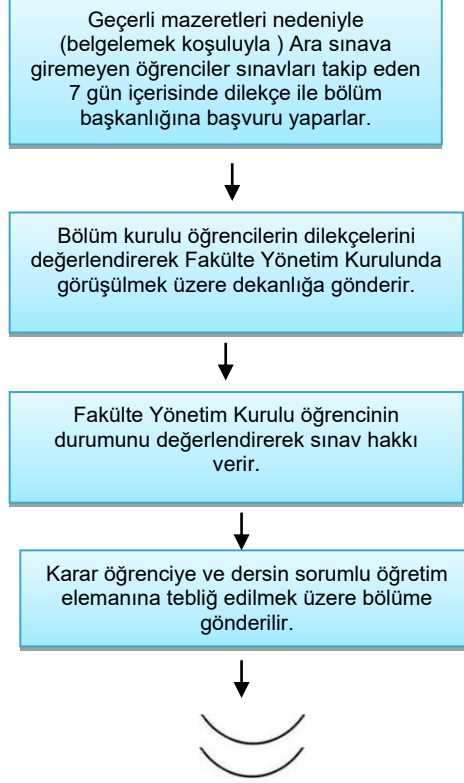 Geçerli mazeretleri nedeniyle
(belgelemek koşuluyla ) Ara sınava
giremeyen öğrenciler sınavları takip eden
7 gün içerisinde dilekçe ile bölüm
başkanlığına başvuru yaparlar.
Bölüm kurulu öğrencilerin dilekçelerini
değerlendirerek Fakülte Yönetim Kurulunda
görüşülmek üzere dekanlığa gönderir.
Fakülte Yönetim Kurulu öğrencinin
durumunu değerlendirerek sınav hakkı
verir.
Karar öğrenciye ve dersin sorumlu öğretim
elemanına tebliğ edilmek üzere bölüme
gönderilir.